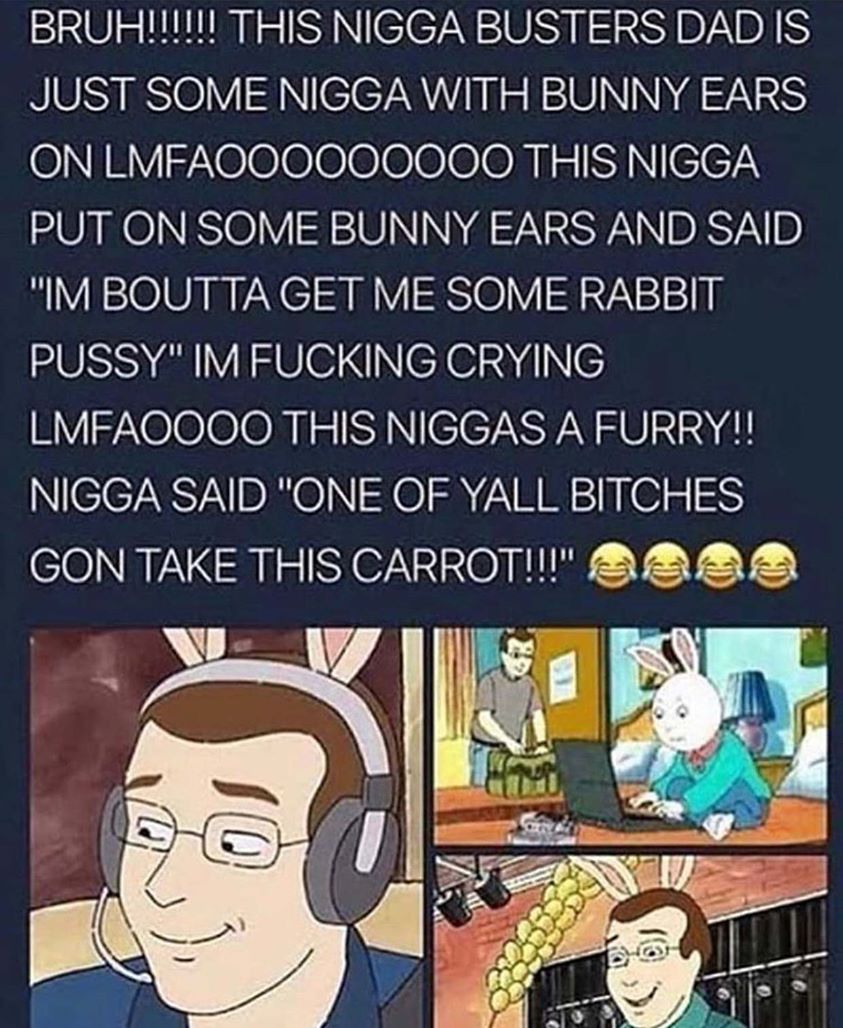 BRUH!!!!!! THIS NIGGA BUSTERS DAD IS
JUST SOME NIGGA WITH BUNNY EARS
ON LMFAOOOOOOOOOO THIS NIGGA
PUT ON SOME BUNNY EARS AND SAID
"IM BOUTTA GET ME SOME RABBIT
PUSSY" IM FUCKING CRYING
LMFAOOOO THIS NIGGAS A FURRY!!
NIGGA SAID "ONE OF YALL BITCHES
GON TAKE THIS CARROT!!!" 😂😂😂😂